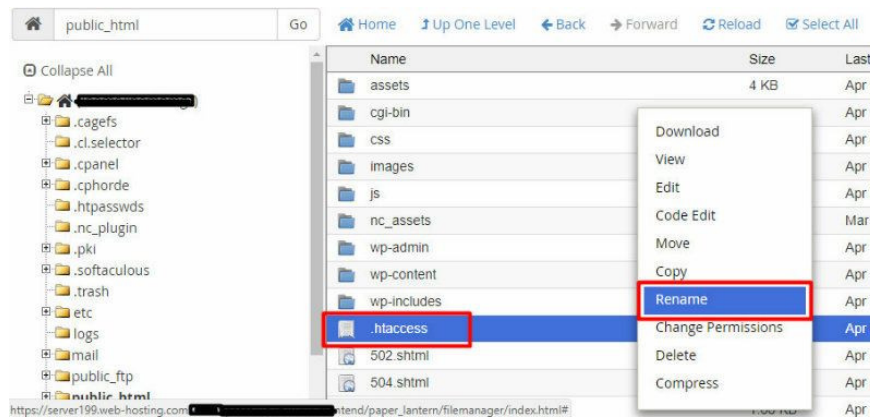 public_html Go Home Up One Level Back Forward Reload Select All
Collapse All
.cagefs
.cl.selector
.cpanel
.cphorde
.htpasswds
.nc_plugin
.pki
.softaculous
.trash
etc
logs
mail
public_ftp
public_html
Name Size Last
assets 4 KB Apr
cgi-bin Apr
css Apr
images Apr
js Apr
nc_assets Mar
wp-admin Apr
wp-content Apr
wp-includes Apr
.htaccess Apr
502.shtml Apr
504.shtml Apr
Apr
Download
View
Edit
Code Edit
Move
Copy
Rename
Change Permissions
Delete
Compress
https://server199.web-hosting.com ntend/paper_lantern/filemanager/index.html#